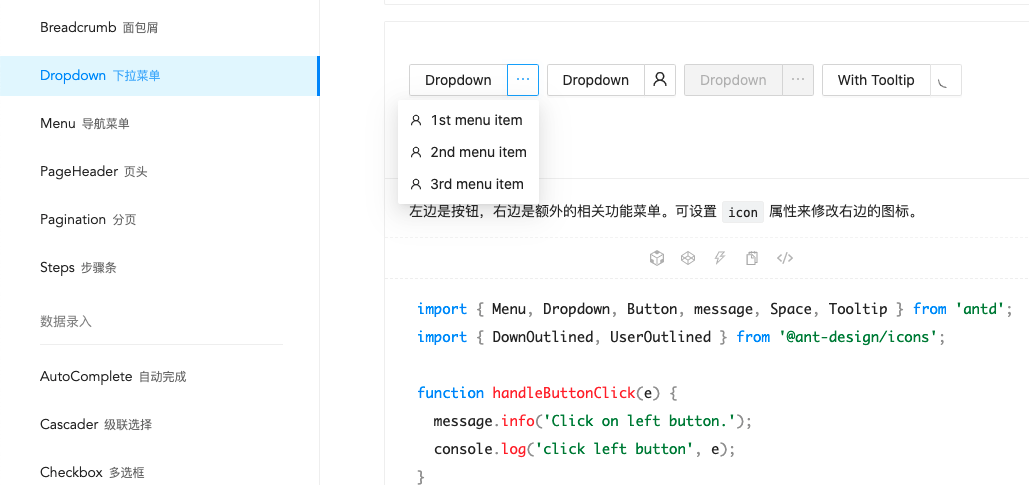 Breadcrumb 面包屑
Dropdown 下拉菜单
Menu 导航菜单
PageHeader 页头
Pagination 分页
Steps 步骤条
数据录入
AutoComplete 自动完成
Cascader 级联选择
Checkbox 多选框
Dropdown ··· Dropdown Dropdown ··· With Tooltip
1st menu item
2nd menu item
3rd menu item
左边是按钮，右边是额外的相关功能菜单。可设置 icon 属性来修改右边的图标。
import { Menu, Dropdown, Button, message, Space, Tooltip } from 'antd';
import { DownOutlined, UserOutlined } from '@ant-design/icons';
function handleButtonClick(e) {
  message.info('Click on left button.');
  console.log('click left button', e);
}